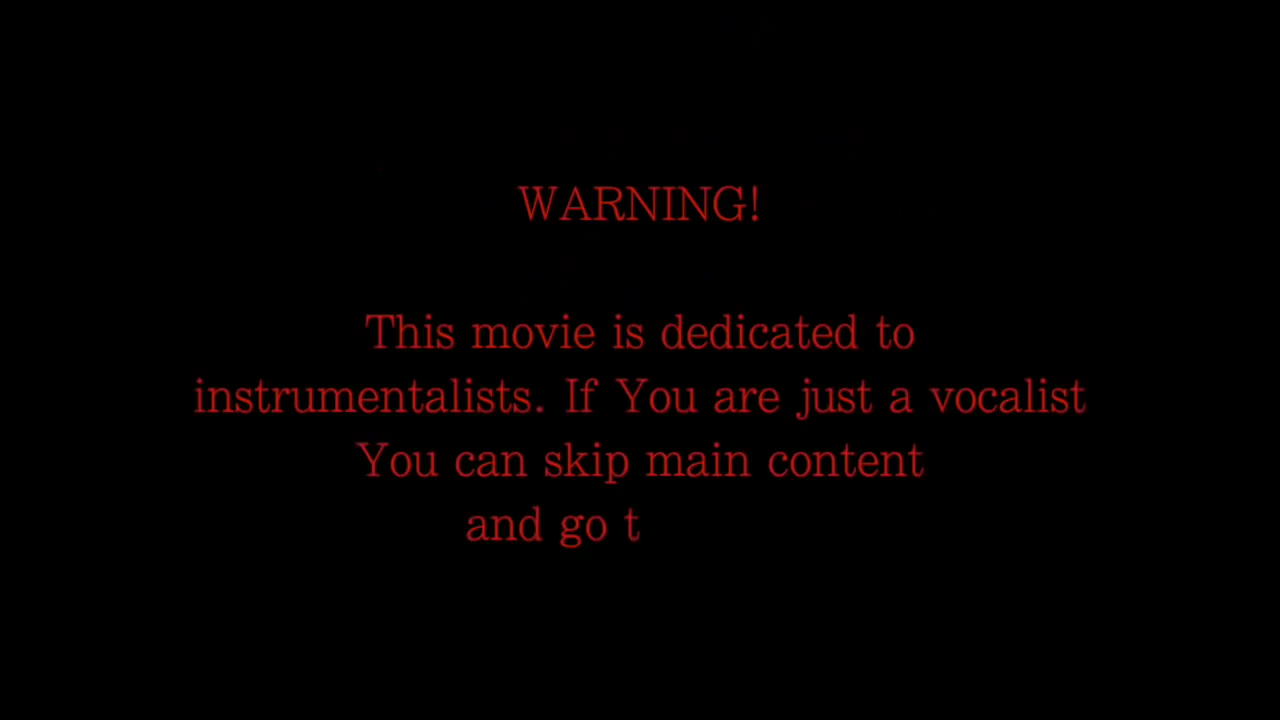 WARNING!
This movie is dedicated to
instrumentalists. If You are just a vocalist
You can skip main content
and go t